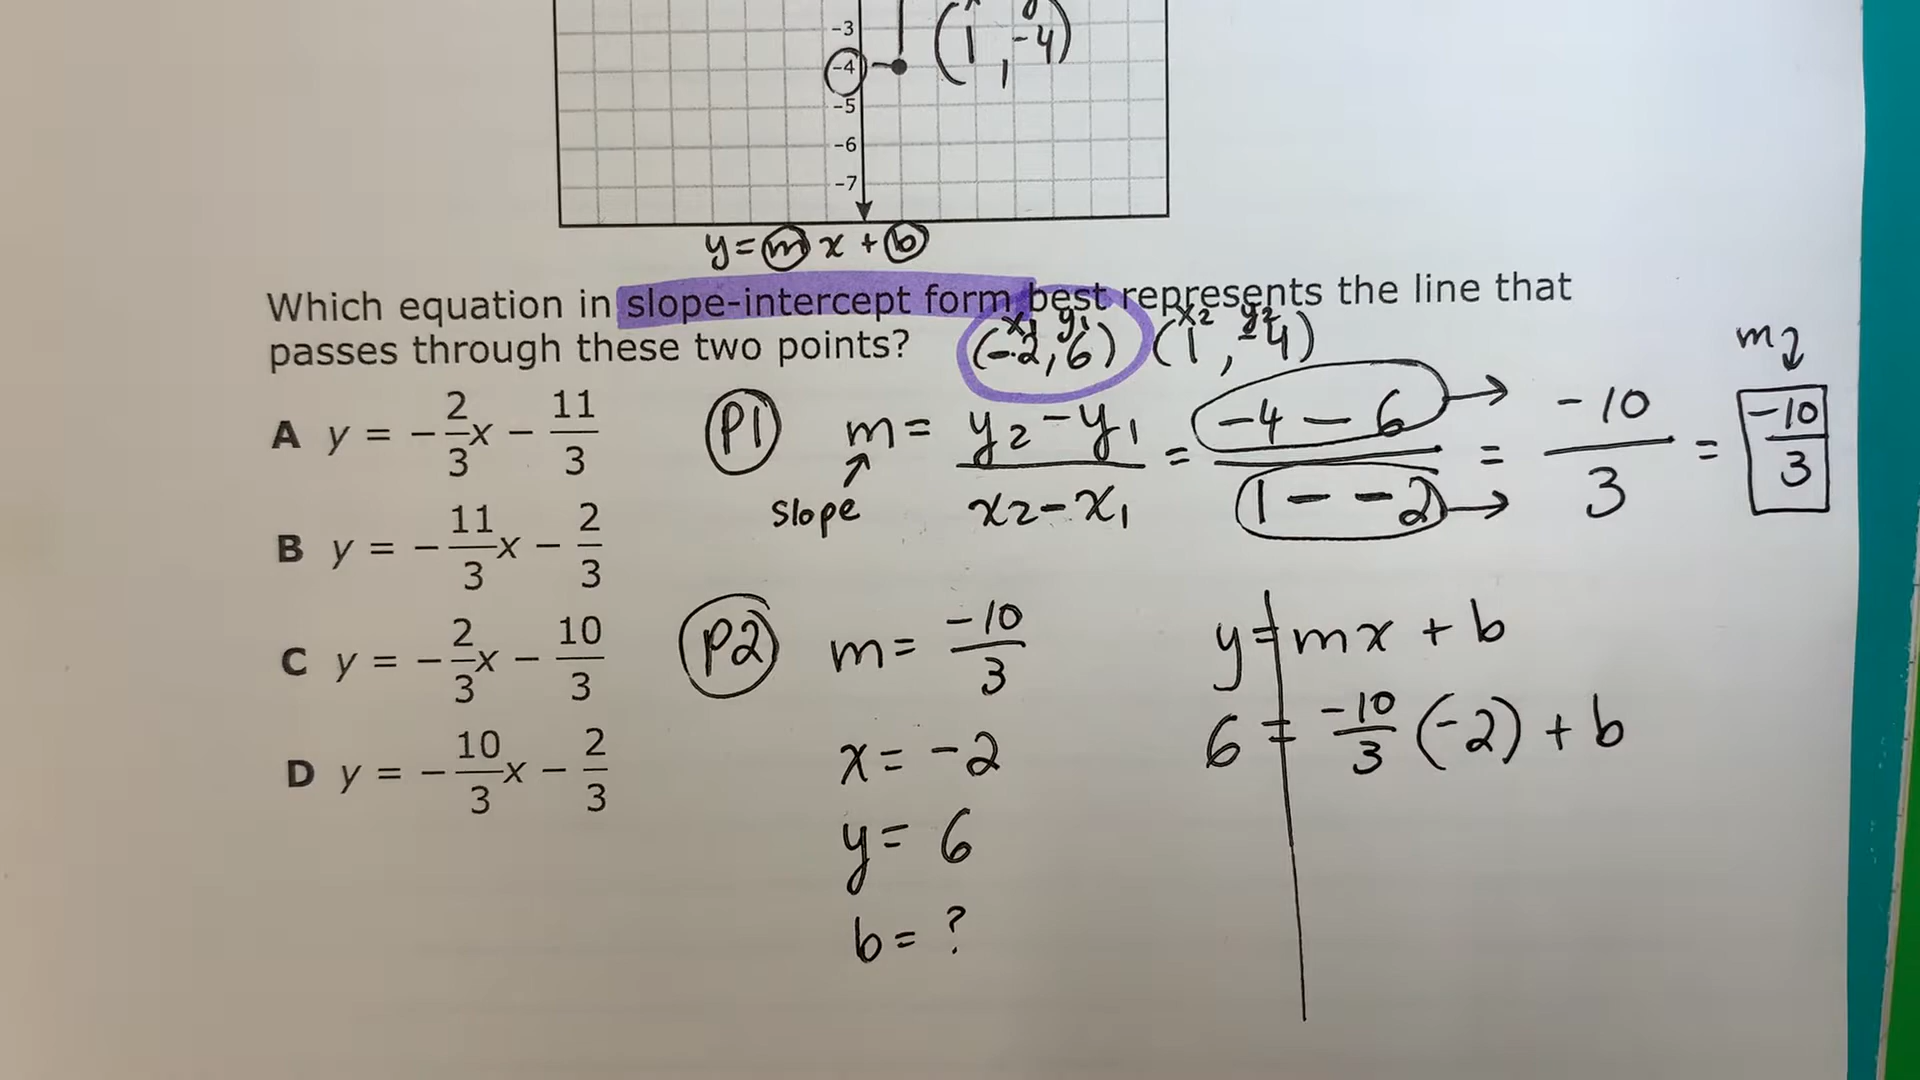 -3
(1, -4)
-4
-5
-6
-7
y = m x + b
Which equation in slope-intercept form best represents the line that
passes through these two points?
x1 y1 x2 y2
(-2, 6) (1, -4)
m
A y = -2/3x - 11/3
P1 m = y2 - y1 / x2 - x1 = -4 - 6 / 1 - -2 = -10/3 = -10/3
slope
B y = -11/3x - 2/3
C y = -2/3x - 10/3
P2 m = -10/3
y = mx + b
6 = -10/3 (-2) + b
D y = -10/3x - 2/3
x = -2
y = 6
b = ?